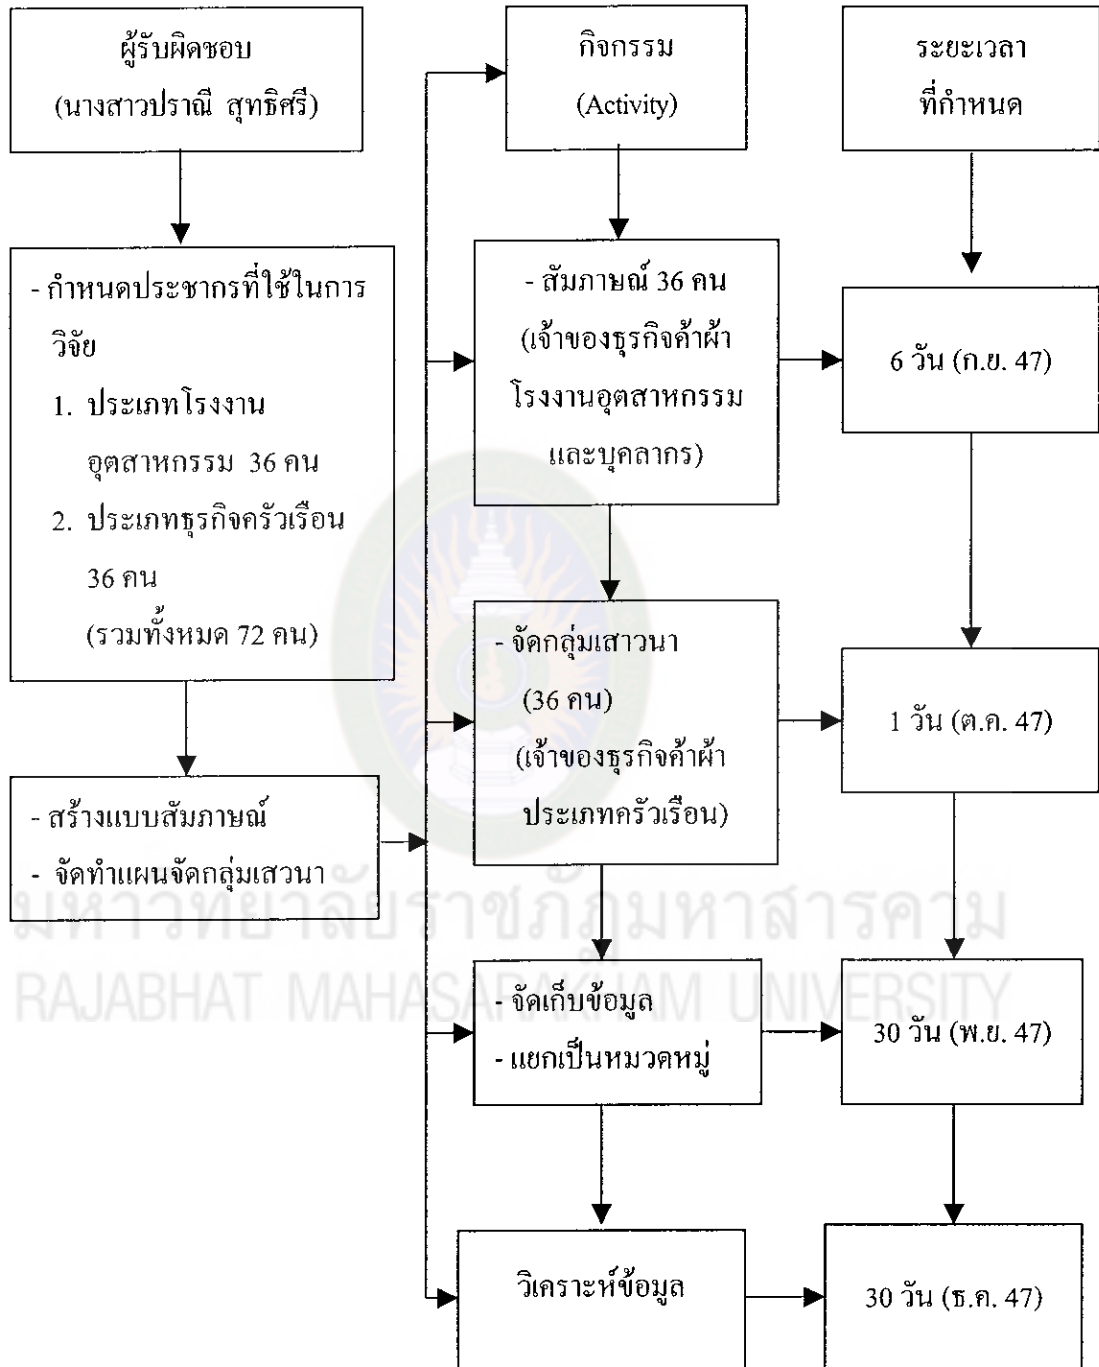 ผู้รับผิดชอบ
(นางสาวปราณี สุทธิศรี)
- กำหนดประชากรที่ใช้ในการ
วิจัย
1. ประเภทโรงงาน
อุตสาหกรรม 36 คน
2. ประเภทธุรกิจครัวเรือน
36 คน
(รวมทั้งหมด 72 คน)
- สร้างแบบสัมภาษณ์
- จัดทำแผนจัดกลุ่มเสวนา
กิจกรรม
(Activity)
- สัมภาษณ์ 36 คน
(เจ้าของธุรกิจค้าผ้า
โรงงานอุตสาหกรรม
และบุคลากร)
- จัดกลุ่มเสาวนา
(36 คน)
(เจ้าของธุรกิจค้าผ้า
ประเภทครัวเรือน)
- จัดเก็บข้อมูล
- แยกเป็นหมวดหมู่
วิเคราะห์ข้อมูล
ระยะเวลา
ที่กำหนด
6 วัน (ก.ย. 47)
1 วัน (ต.ค. 47)
30 วัน (พ.ย. 47)
30 วัน (ธ.ค. 47)
มหาวิทยาลัยราชภัฏมหาสารคาม
RAJABHAT MAHASARAKHAM UNIVERSITY